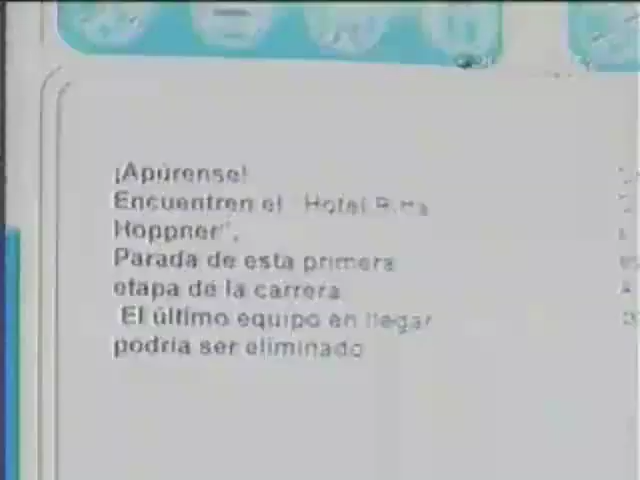 ¡Apúrense!
Encuentren el "Hotel
Hoppner",
Parada de esta primera
etapa de la carrera
El último equipo en llegar
podría ser eliminado